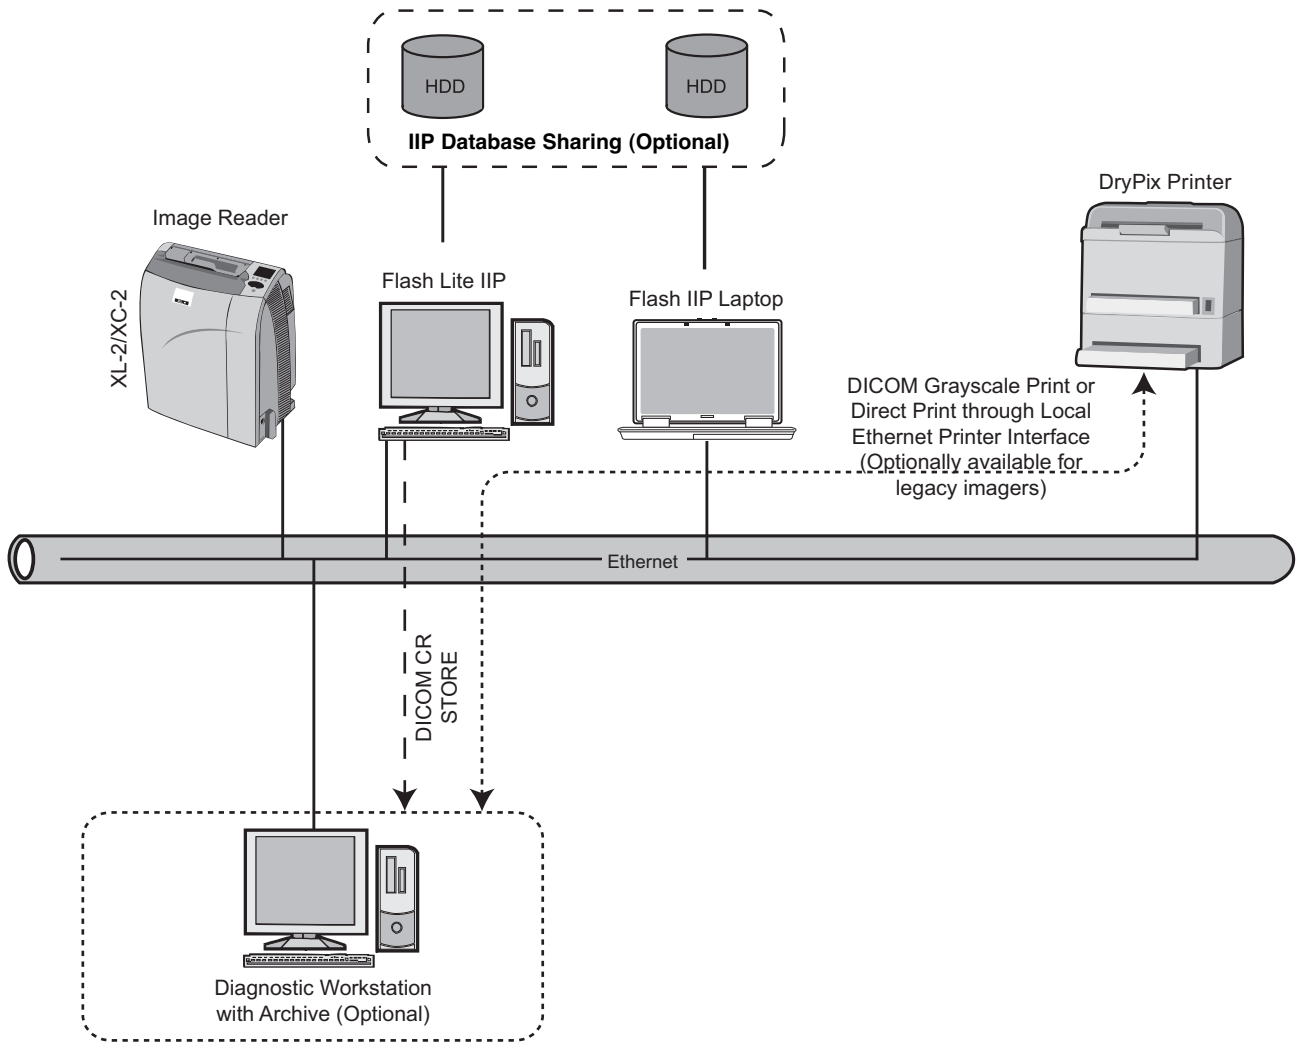 HDD
HDD
IIP Database Sharing (Optional)
DryPix Printer
Image Reader
XL-2/XC-2
Flash Lite IIP
Flash IIP Laptop
DICOM Grayscale Print or
Direct Print through Local
Ethernet Printer Interface
(Optionally available for
legacy imagers)
Ethernet
DICOM CR
STORE
Diagnostic Workstation
with Archive (Optional)